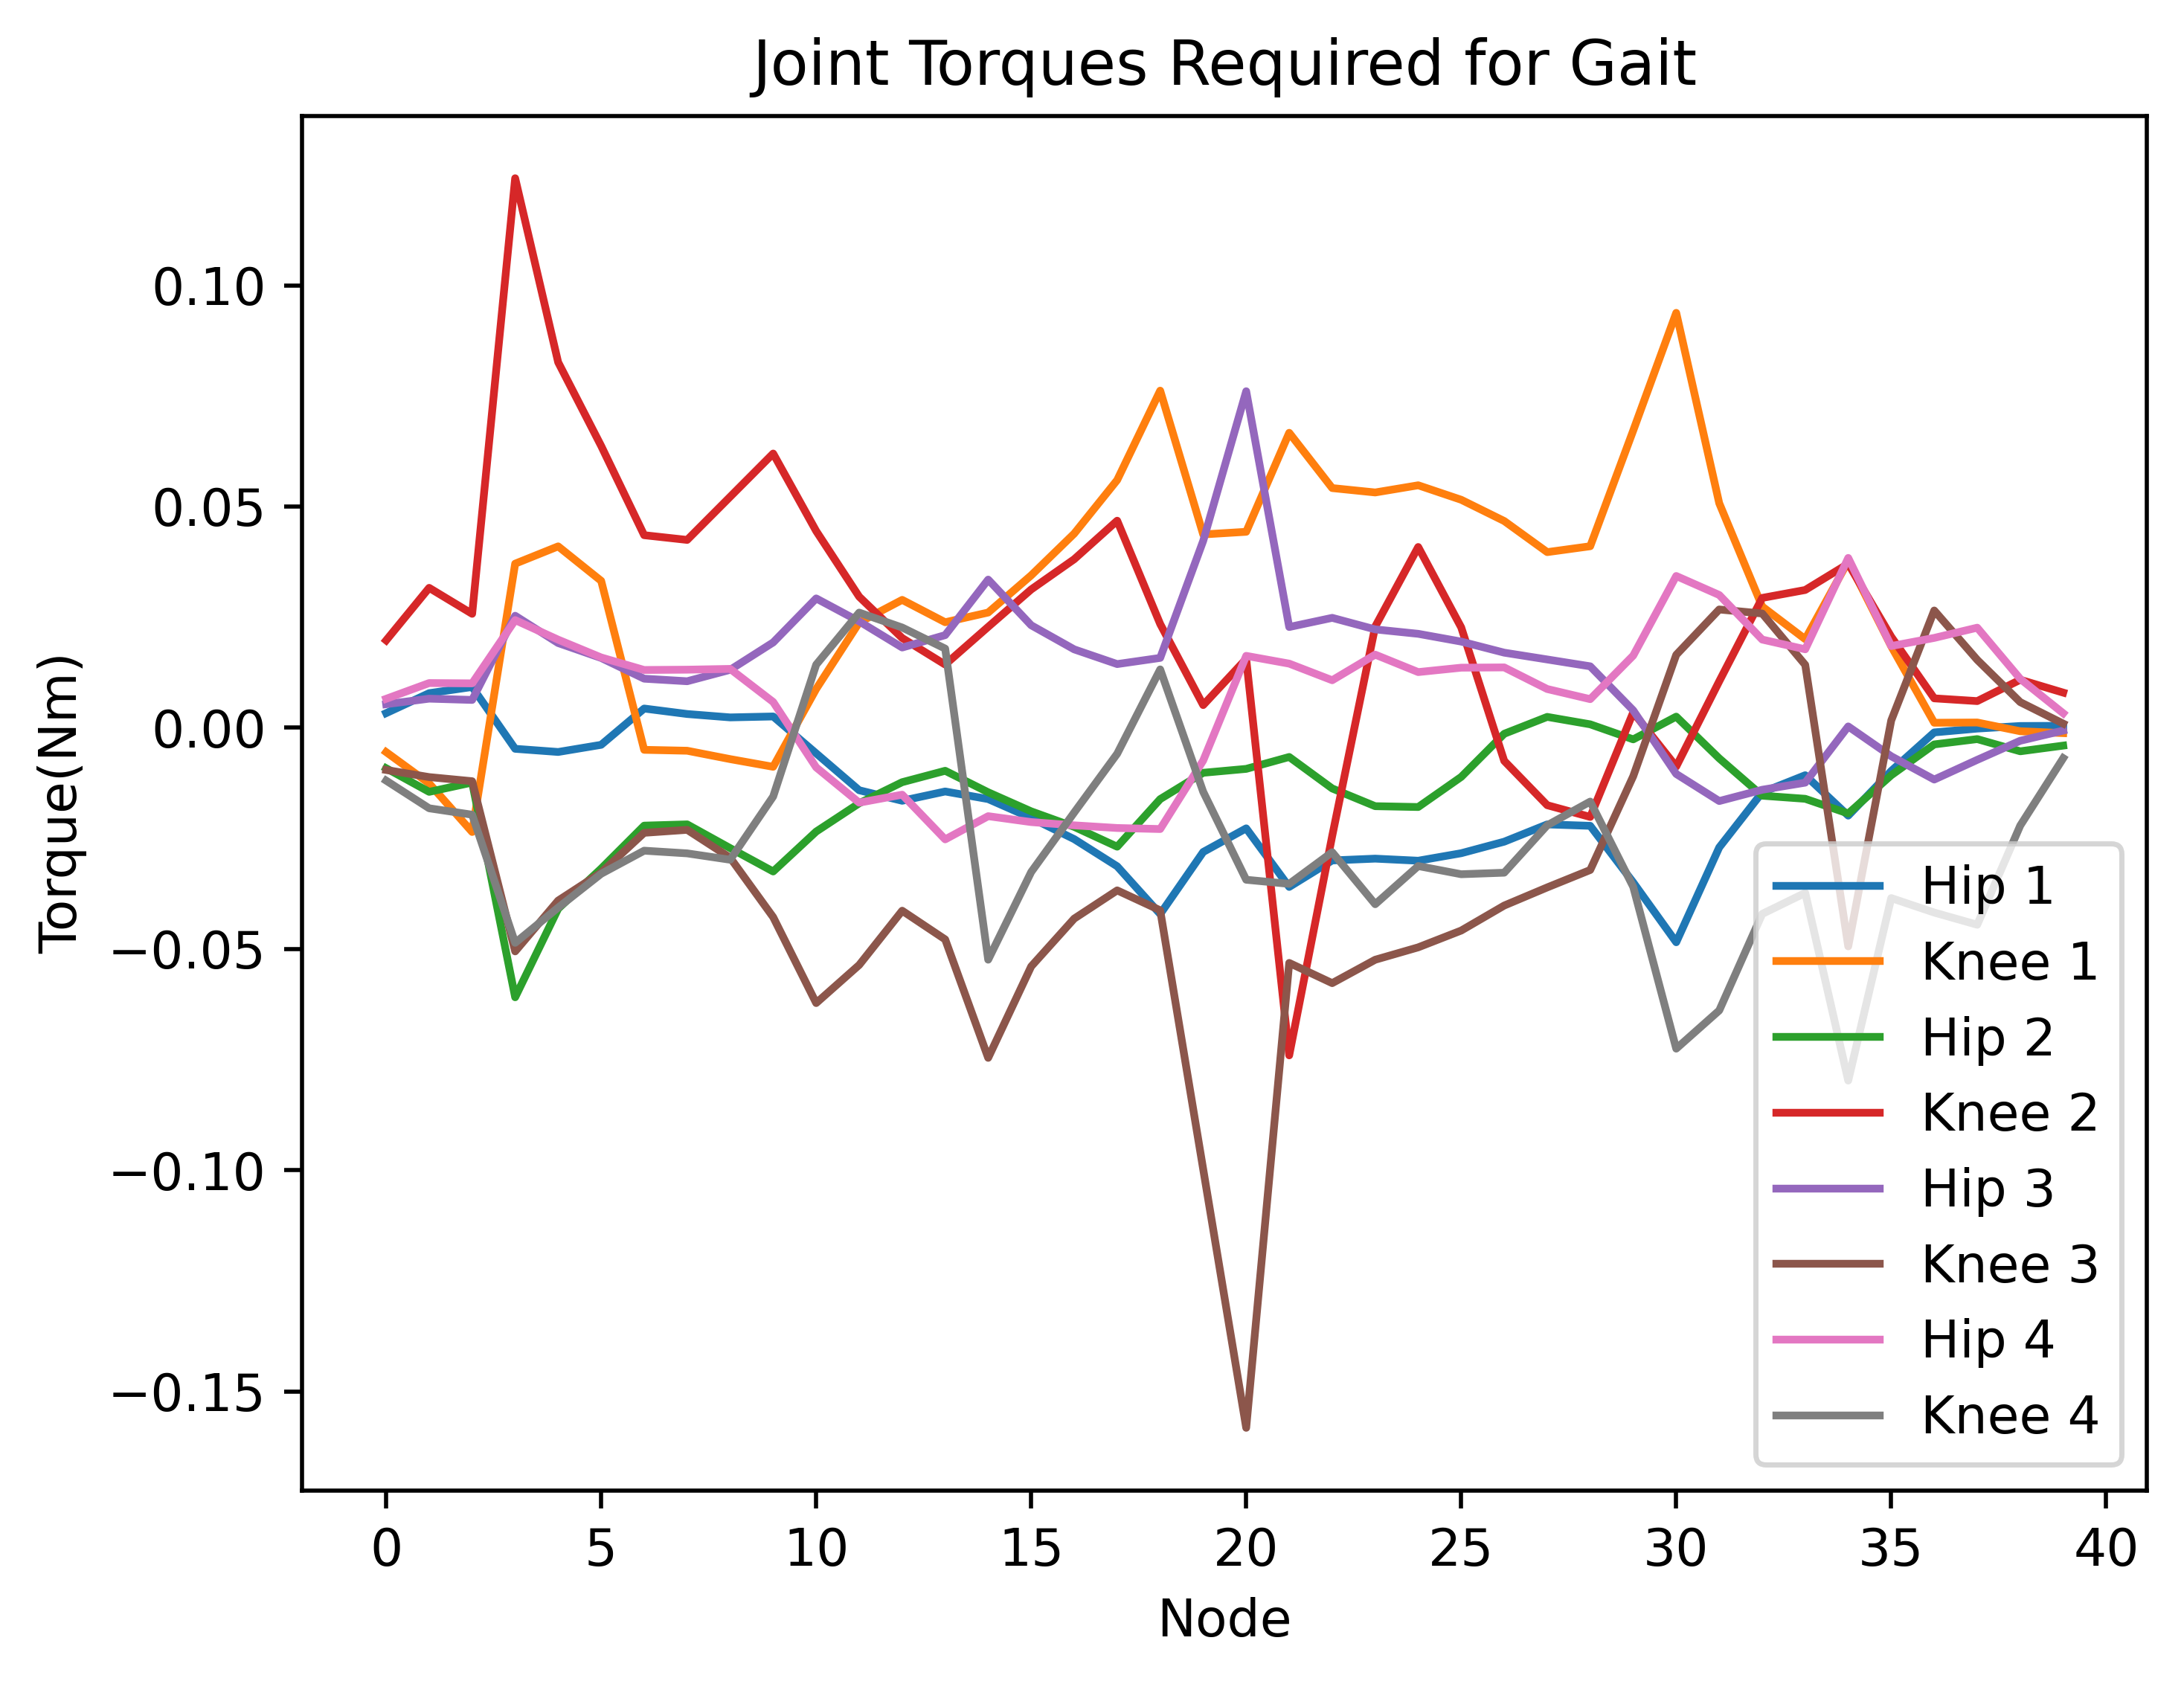 Joint Torques Required for Gait
Torque(Nm)
0.10
0.05
0.00
−0.05
−0.10
−0.15
0 5 10 15 20 25 30 35 40
Node
Hip 1
Knee 1
Hip 2
Knee 2
Hip 3
Knee 3
Hip 4
Knee 4